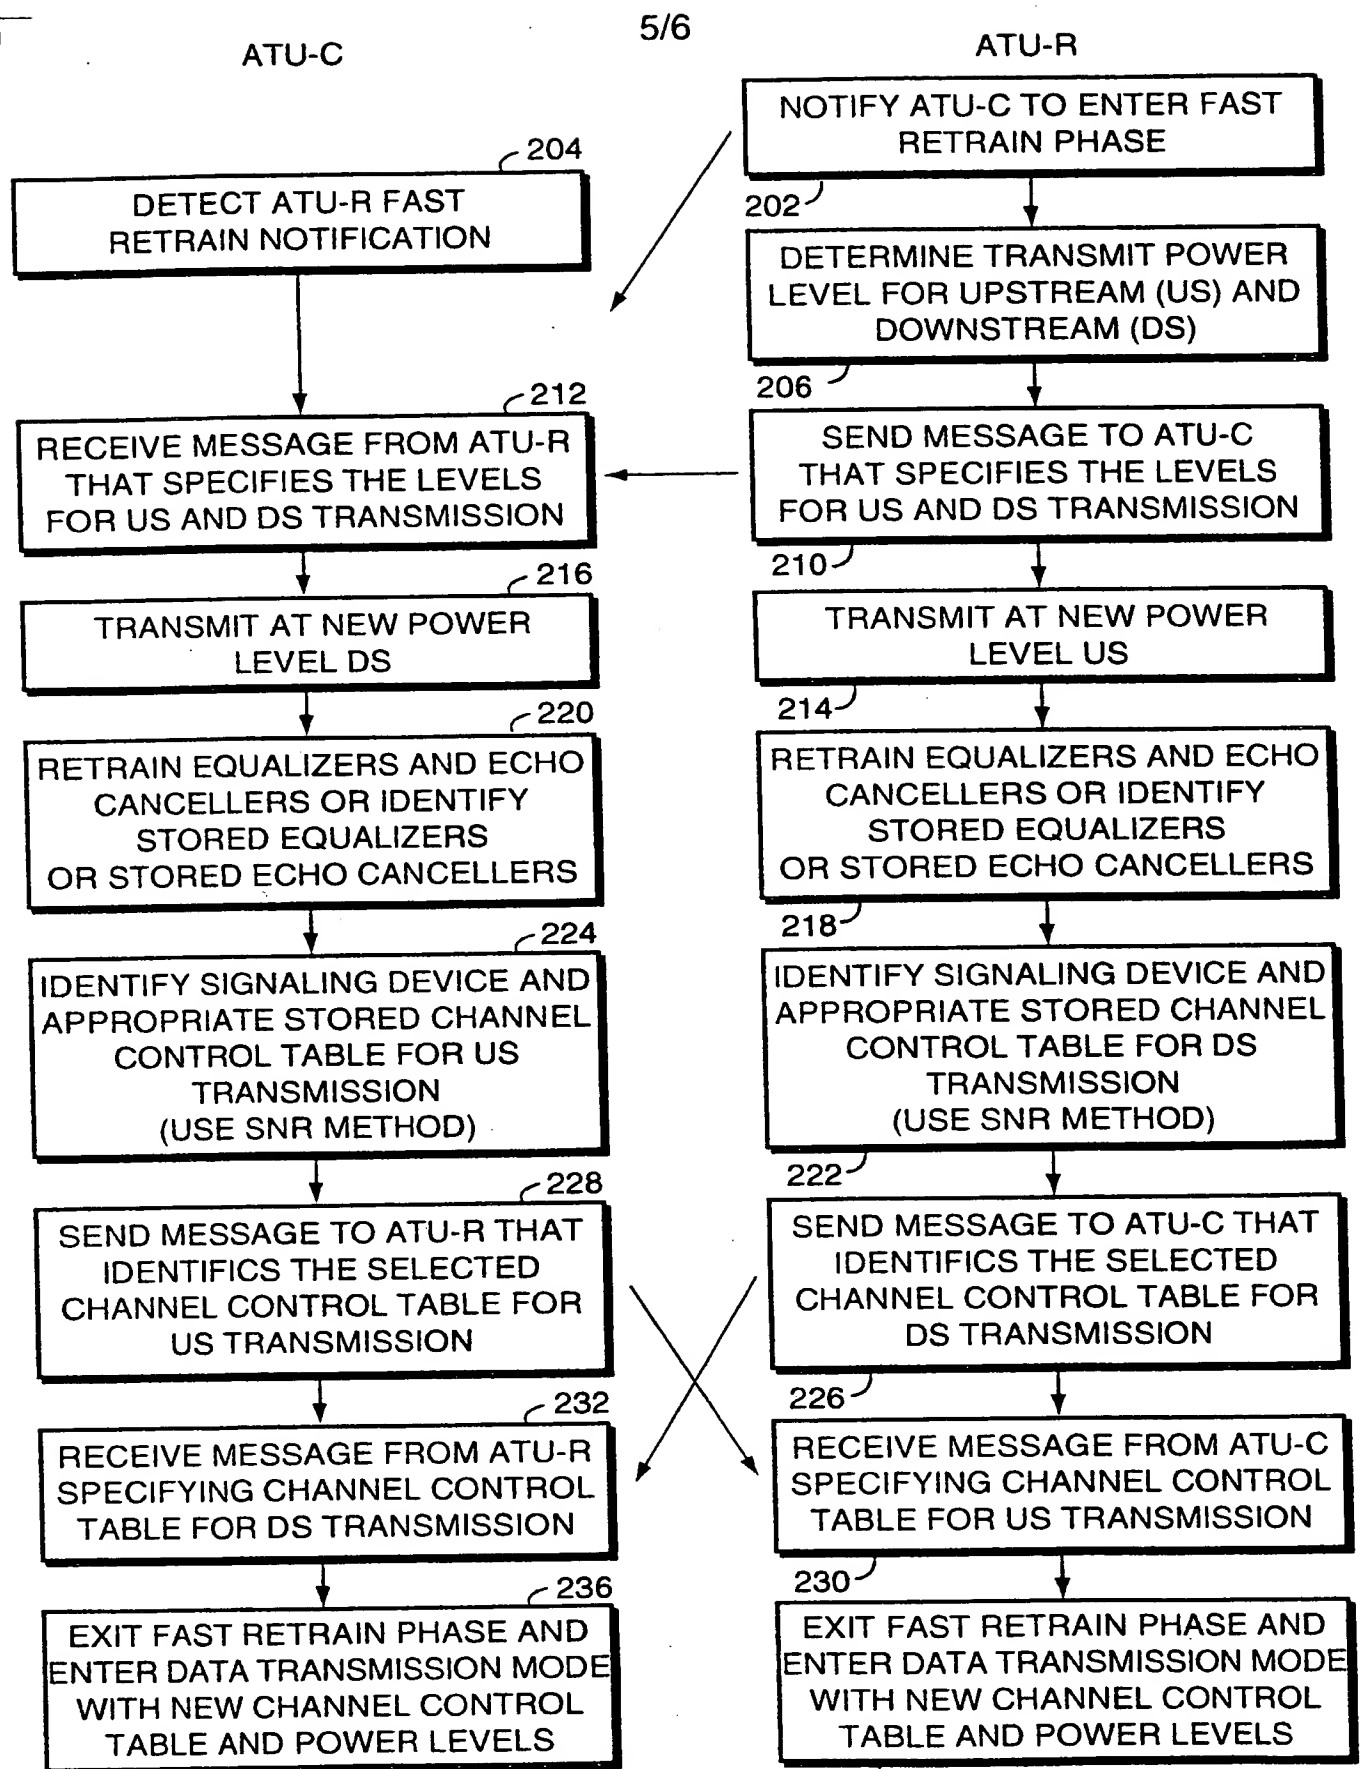 5/6
ATU-C
204
DETECT ATU-R FAST
RETRAIN NOTIFICATION
212
RECEIVE MESSAGE FROM ATU-R
THAT SPECIFIES THE LEVELS
FOR US AND DS TRANSMISSION
216
TRANSMIT AT NEW POWER
LEVEL DS
220
RETRAIN EQUALIZERS AND ECHO
CANCELLERS OR IDENTIFY
STORED EQUALIZERS
OR STORED ECHO CANCELLERS
224
IDENTIFY SIGNALING DEVICE AND
APPROPRIATE STORED CHANNEL
CONTROL TABLE FOR US
TRANSMISSION
(USE SNR METHOD)
228
SEND MESSAGE TO ATU-R THAT
IDENTIFICS THE SELECTED
CHANNEL CONTROL TABLE FOR
US TRANSMISSION
232
RECEIVE MESSAGE FROM ATU-R
SPECIFYING CHANNEL CONTROL
TABLE FOR DS TRANSMISSION
236
EXIT FAST RETRAIN PHASE AND
ENTER DATA TRANSMISSION MODE
WITH NEW CHANNEL CONTROL
TABLE AND POWER LEVELS
ATU-R
NOTIFY ATU-C TO ENTER FAST
RETRAIN PHASE
202
DETERMINE TRANSMIT POWER
LEVEL FOR UPSTREAM (US) AND
DOWNSTREAM (DS)
206
SEND MESSAGE TO ATU-C
THAT SPECIFIES THE LEVELS
FOR US AND DS TRANSMISSION
210
TRANSMIT AT NEW POWER
LEVEL US
214
RETRAIN EQUALIZERS AND ECHO
CANCELLERS OR IDENTIFY
STORED EQUALIZERS
OR STORED ECHO CANCELLERS
218
IDENTIFY SIGNALING DEVICE AND
APPROPRIATE STORED CHANNEL
CONTROL TABLE FOR DS
TRANSMISSION
(USE SNR METHOD)
222
SEND MESSAGE TO ATU-C THAT
IDENTIFICS THE SELECTED
CHANNEL CONTROL TABLE FOR
DS TRANSMISSION
226
RECEIVE MESSAGE FROM ATU-C
SPECIFYING CHANNEL CONTROL
TABLE FOR US TRANSMISSION
230
EXIT FAST RETRAIN PHASE AND
ENTER DATA TRANSMISSION MODE
WITH NEW CHANNEL CONTROL
TABLE AND POWER LEVELS